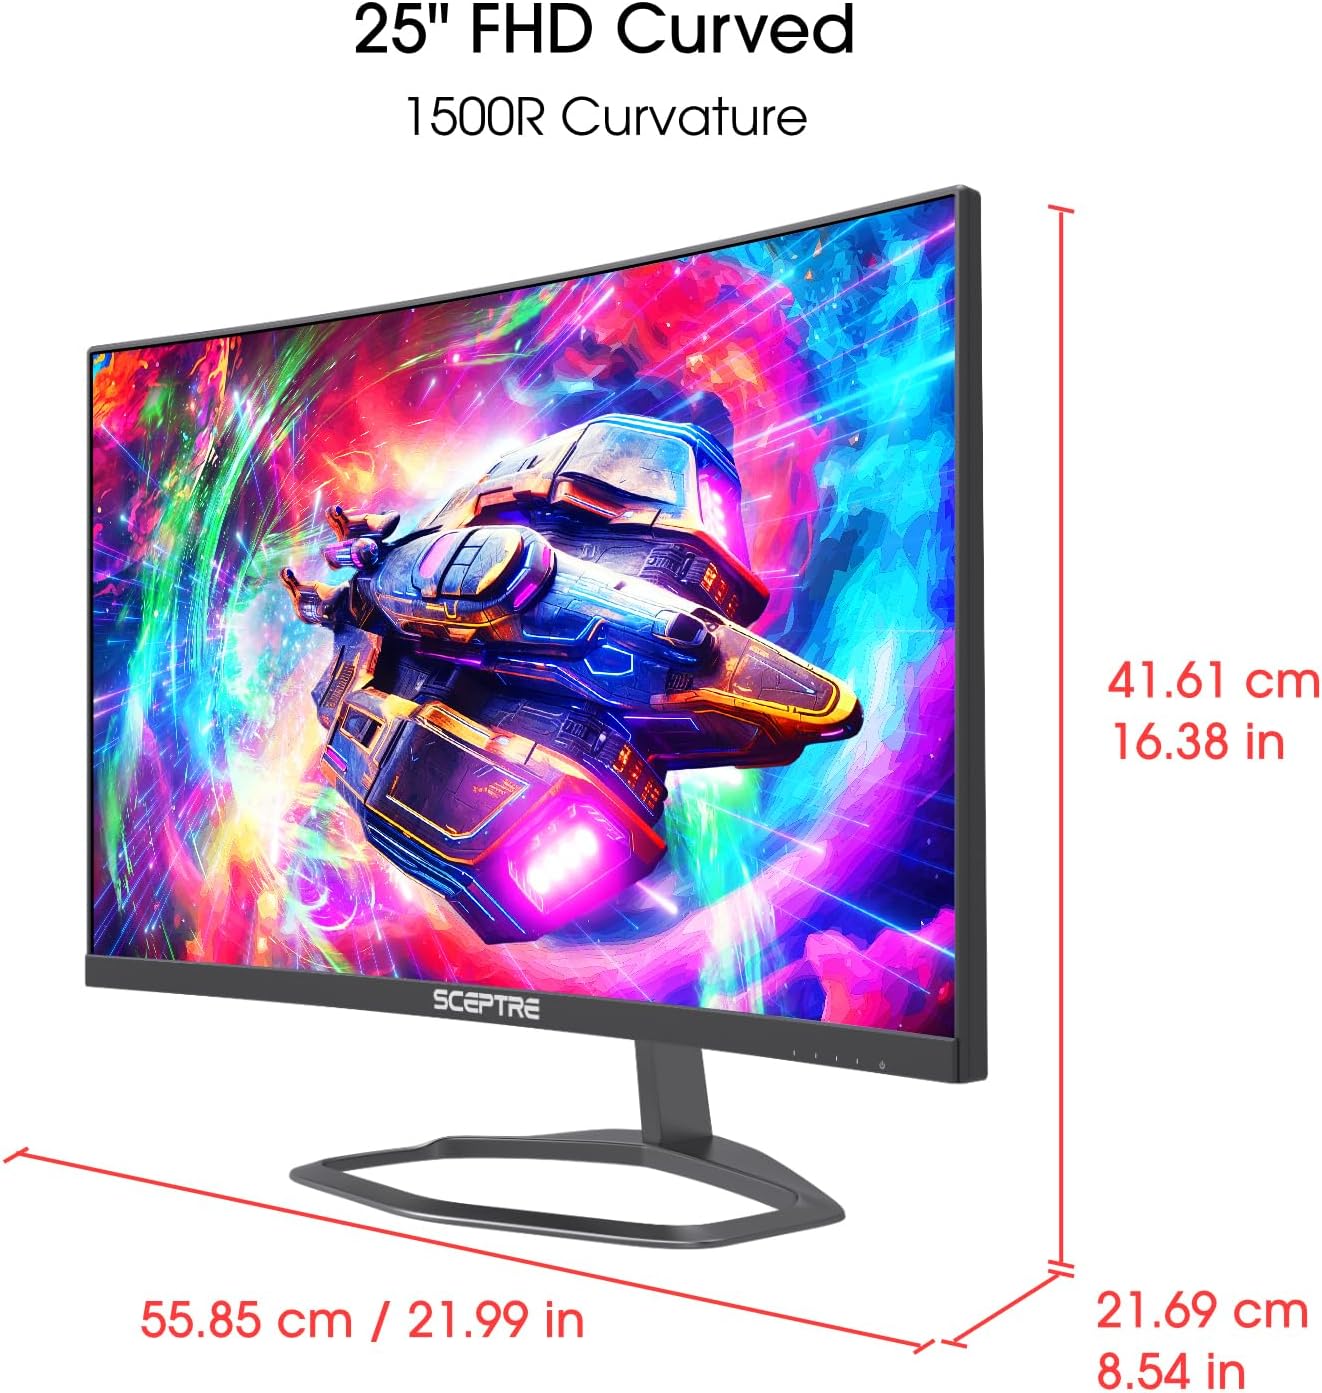 25" FHD Curved
1500R Curvature
41.61 cm
16.38 in
SCEPTRE
55.85 cm / 21.99 in
21.69 cm
8.54 in